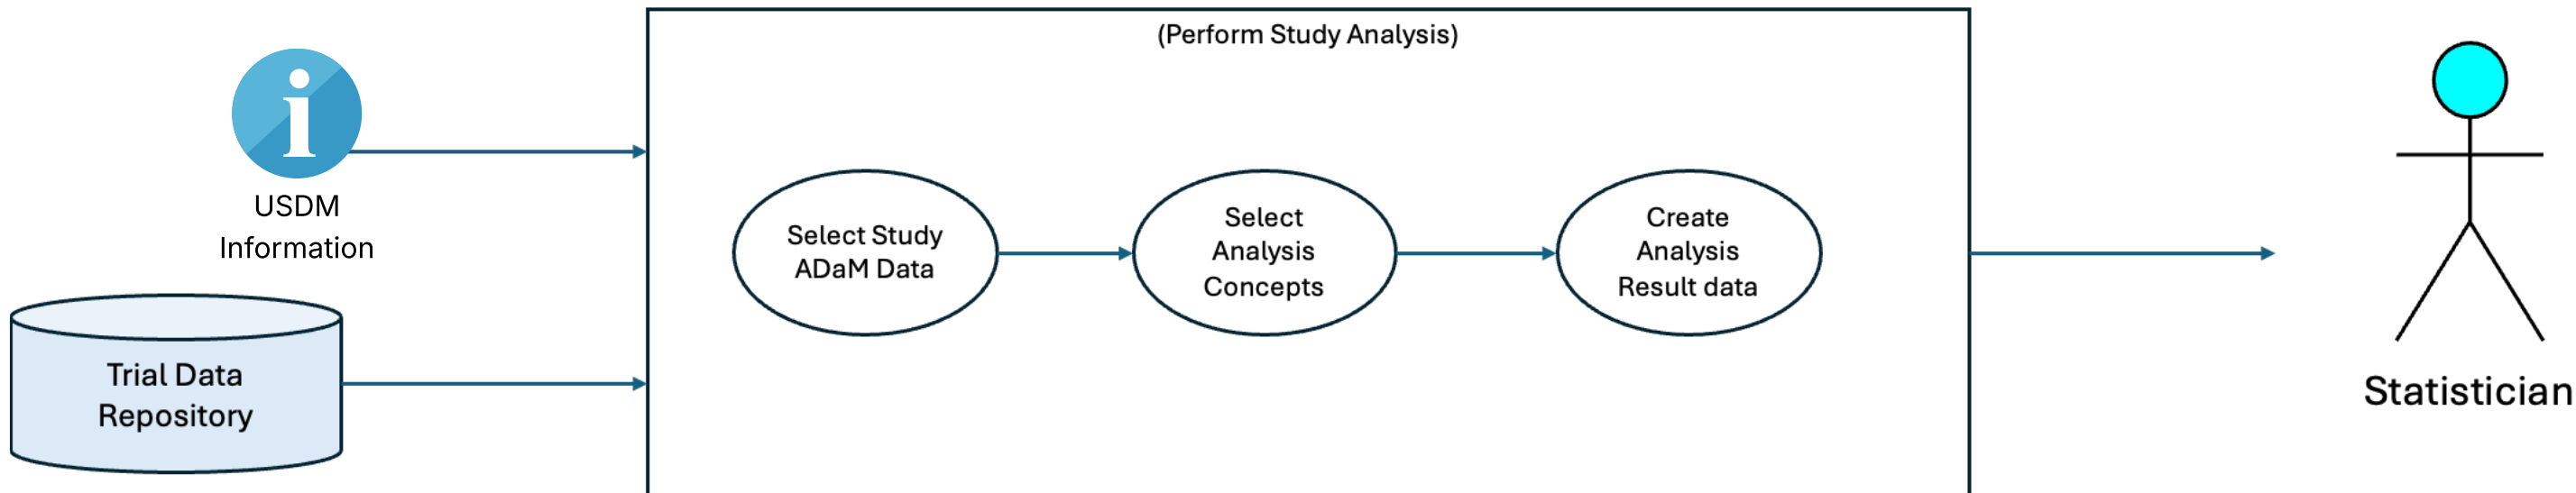 (Perform Study Analysis)
USDM
Information
Trial Data
Repository
Select Study
ADaM Data
Select
Analysis
Concepts
Create
Analysis
Result data
Statistician